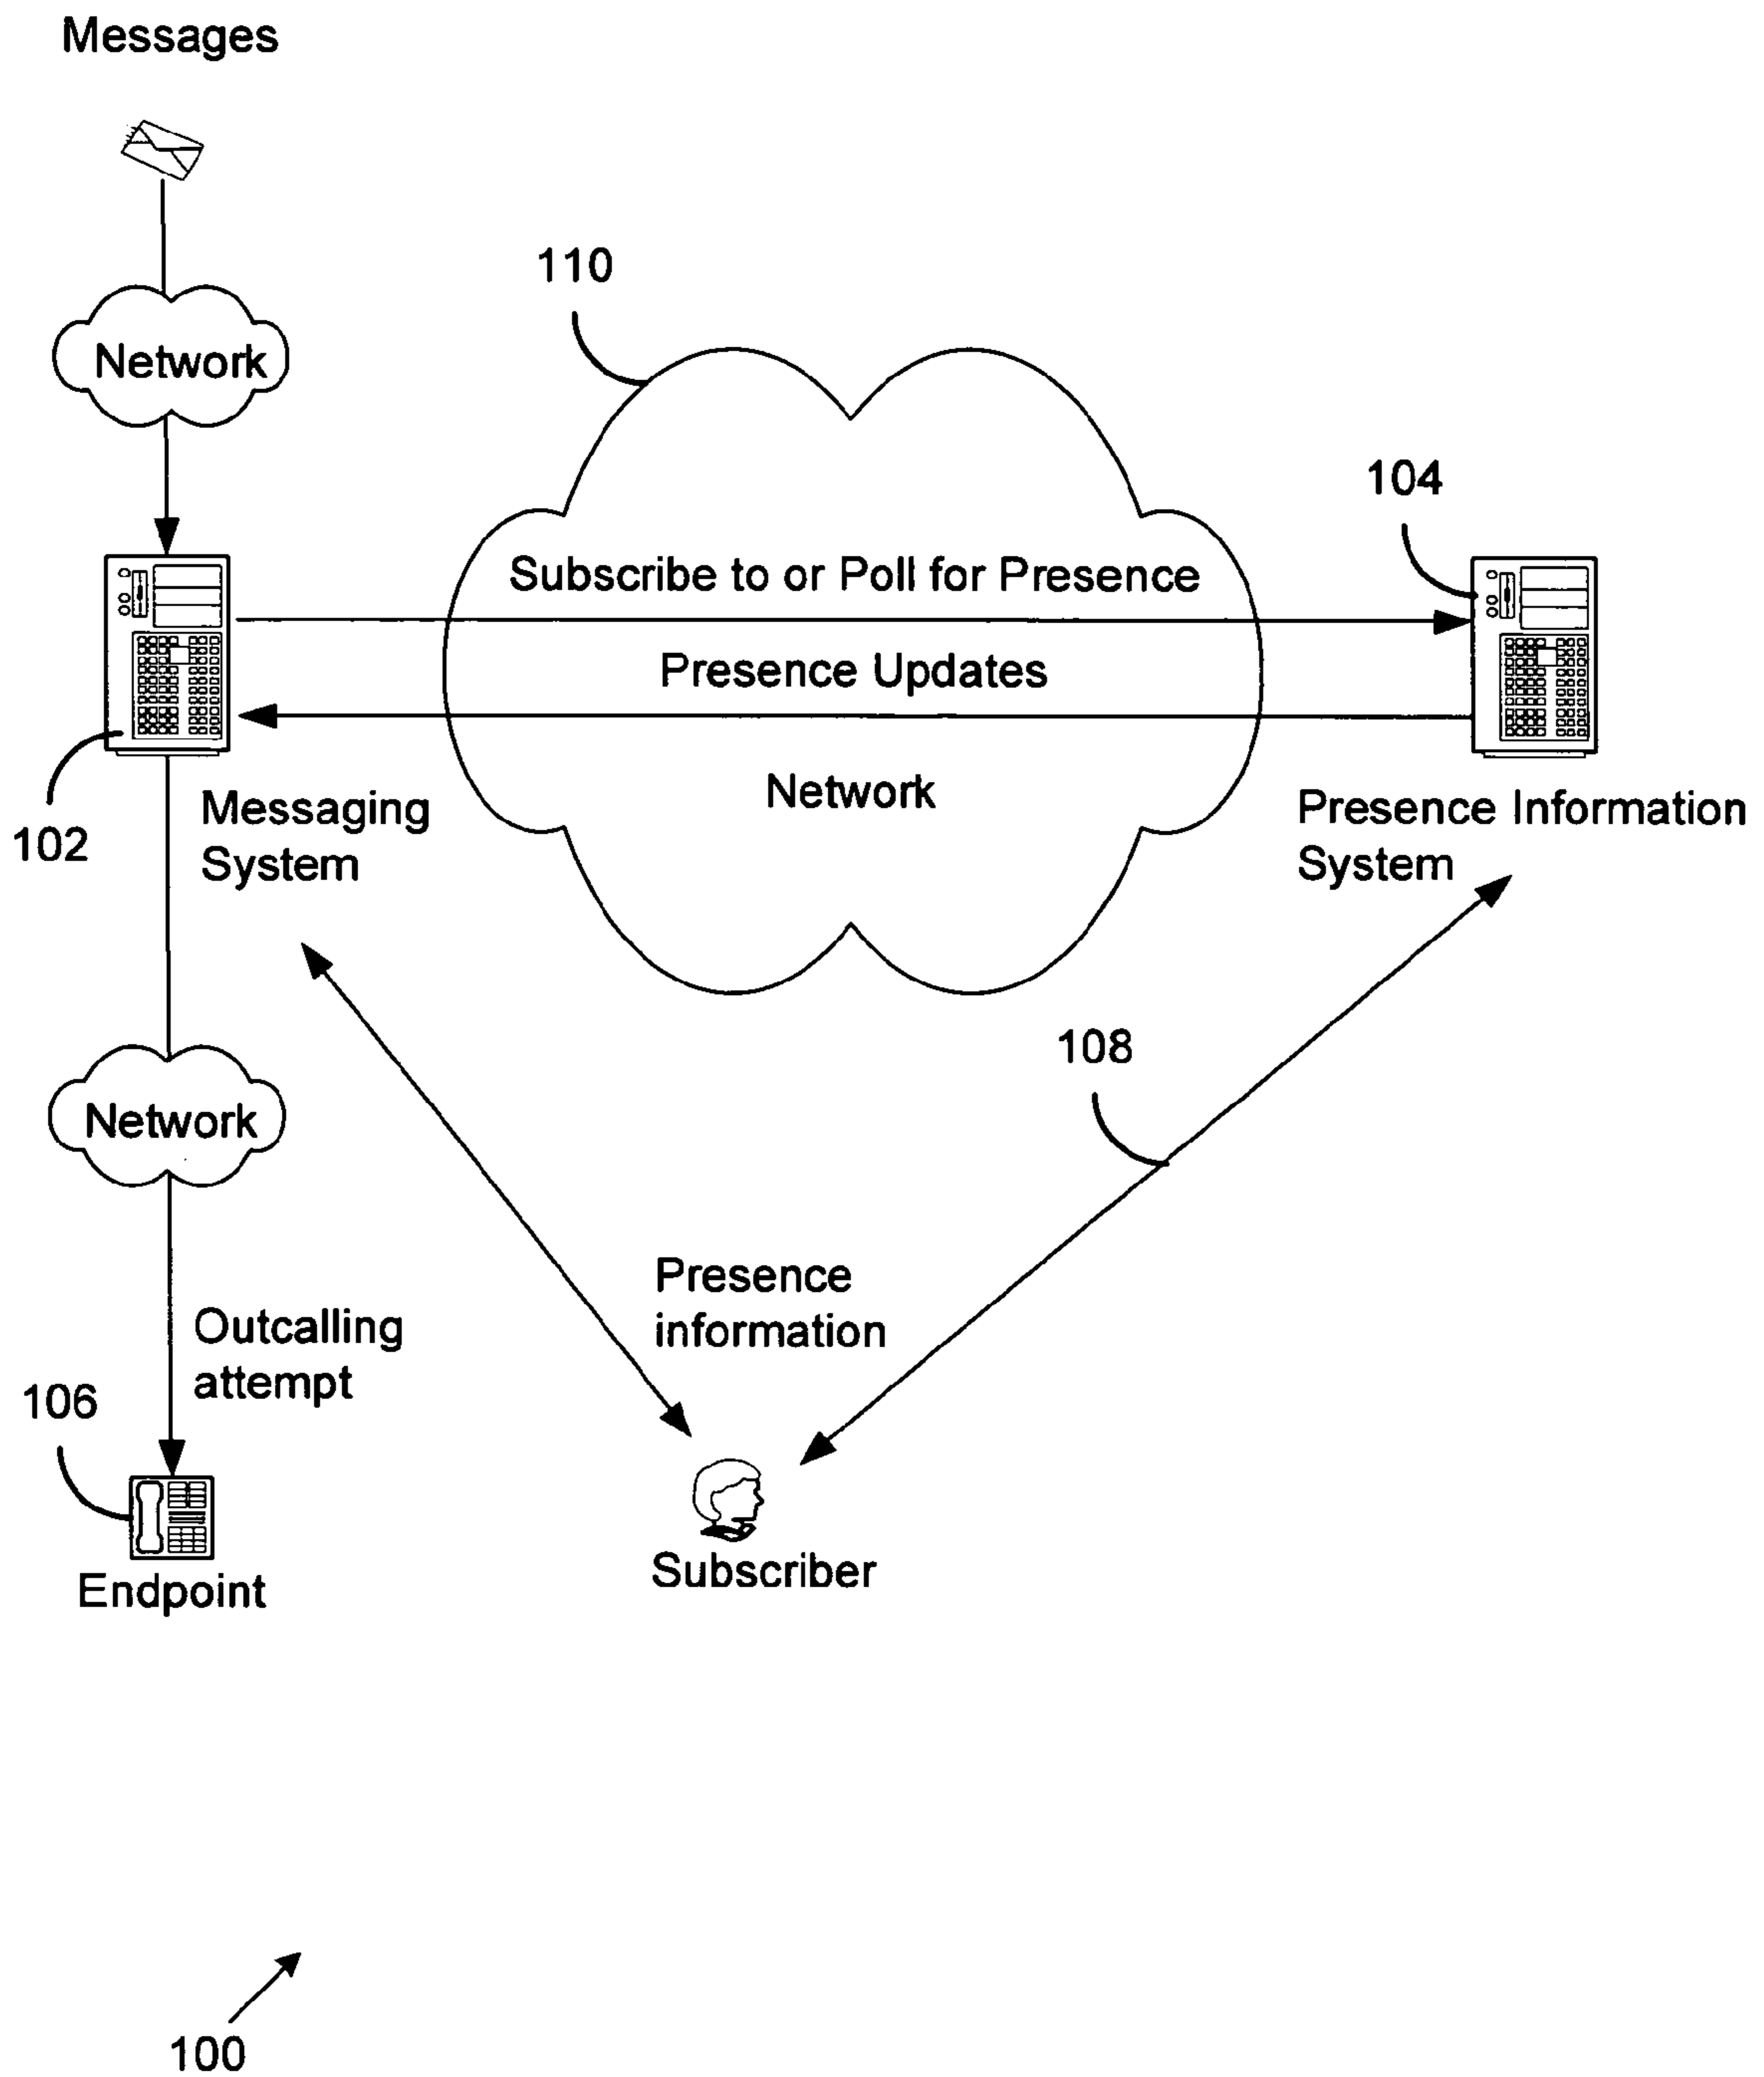 Messages
110
Network
104
Subscribe to or Poll for Presence
Presence Updates
Network
102
Messaging
System
Presence Information
System
108
Network
Presence
information
Outcalling
attempt
106
Endpoint
Subscriber
100